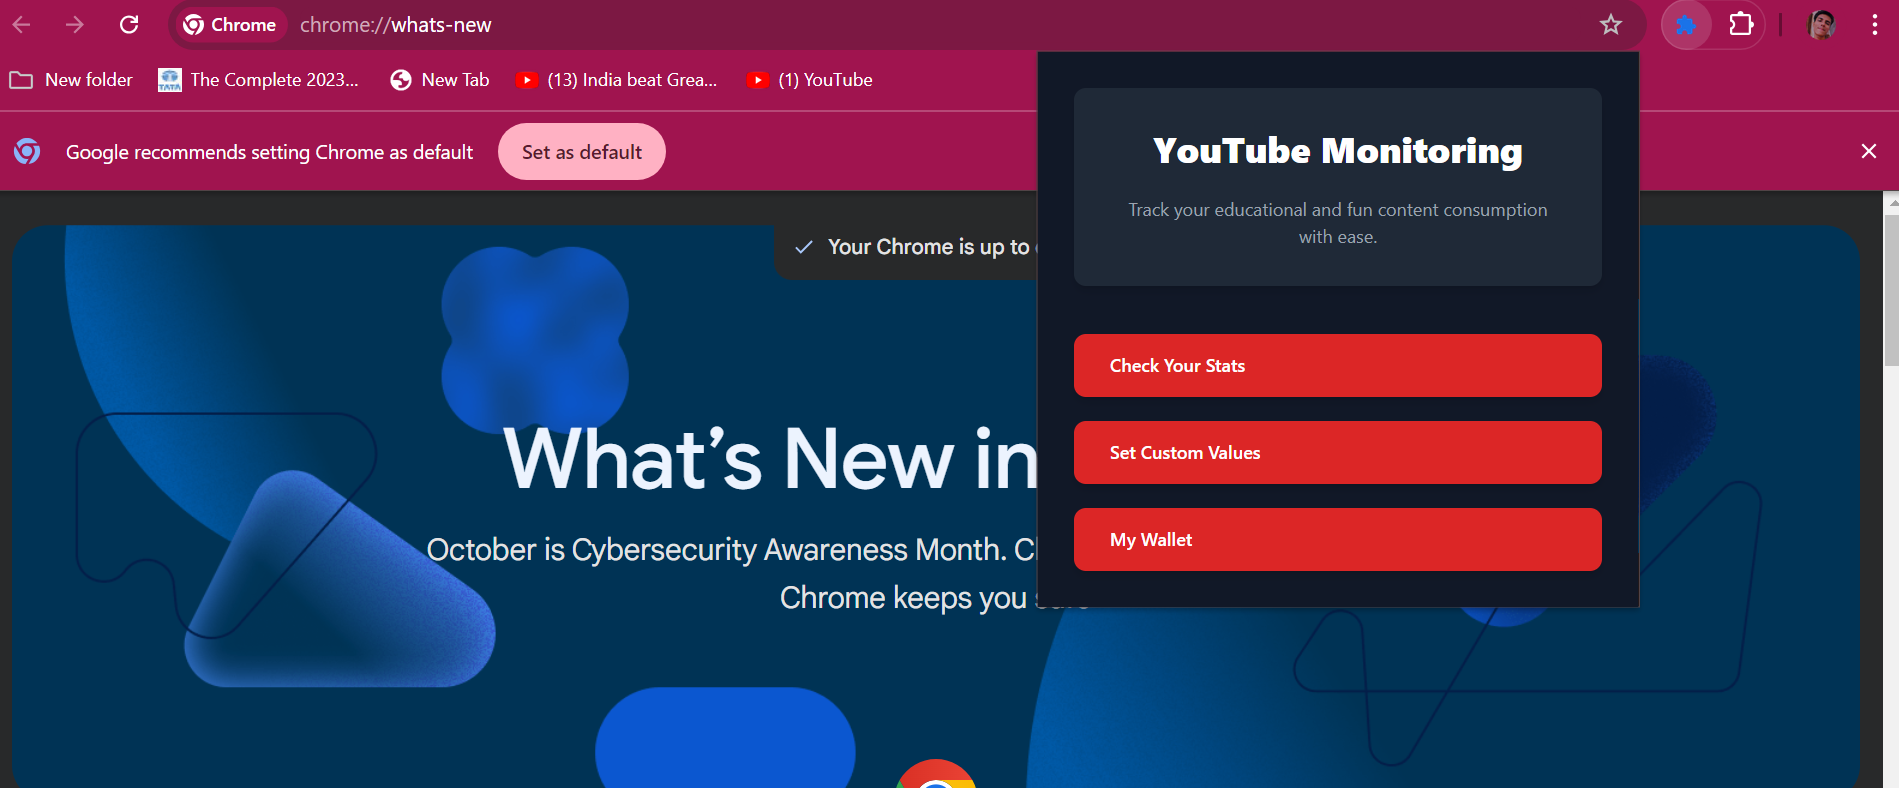 Chrome
chrome://whats-new
New folder
The Complete 2023...
New Tab
(13) India beat Grea...
(1) YouTube
TATA
Google recommends setting Chrome as default
Set as default
YouTube Monitoring
Track your educational and fun content consumption
with ease.
Check Your Stats
Set Custom Values
My Wallet
Your Chrome is up to
What's New in
October is Cybersecurity Awareness Month.
Chrome keeps you